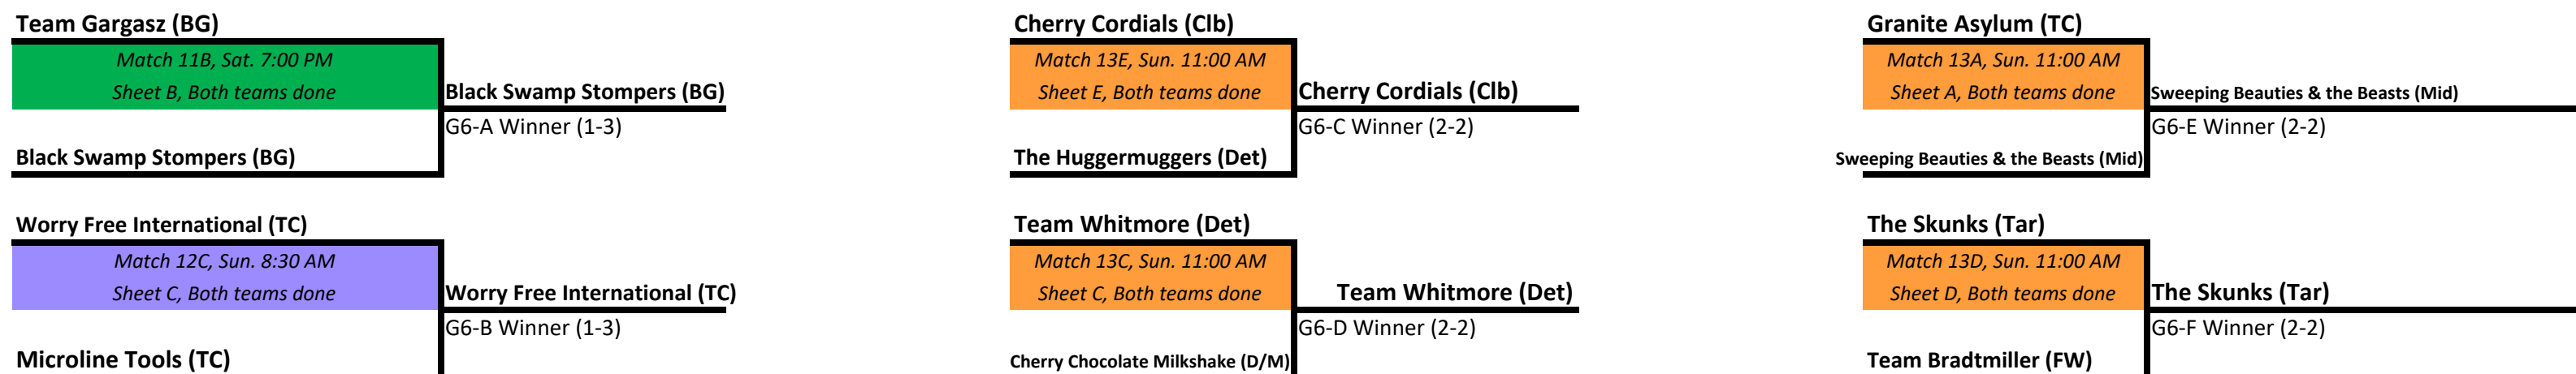 Team Gargasz (BG)
Match 11B, Sat. 7:00 PM
Sheet B, Both teams done
Black Swamp Stompers (BG)
G6-A Winner (1-3)
Black Swamp Stompers (BG)
Worry Free International (TC)
Match 12C, Sun. 8:30 AM
Sheet C, Both teams done
Worry Free International (TC)
G6-B Winner (1-3)
Microline Tools (TC)
Cherry Cordials (Clb)
Match 13E, Sun. 11:00 AM
Sheet E, Both teams done
Cherry Cordials (Clb)
G6-C Winner (2-2)
The Huggermuggers (Det)
Team Whitmore (Det)
Match 13C, Sun. 11:00 AM
Sheet C, Both teams done
Team Whitmore (Det)
G6-D Winner (2-2)
Cherry Chocolate Milkshake (D/M)
Granite Asylum (TC)
Match 13A, Sun. 11:00 AM
Sheet A, Both teams done
Sweeping Beauties & the Beasts (Mid)
G6-E Winner (2-2)
Sweeping Beauties & the Beasts (Mid)
The Skunks (Tar)
Match 13D, Sun. 11:00 AM
Sheet D, Both teams done
The Skunks (Tar)
G6-F Winner (2-2)
Team Bradtmiller (FW)